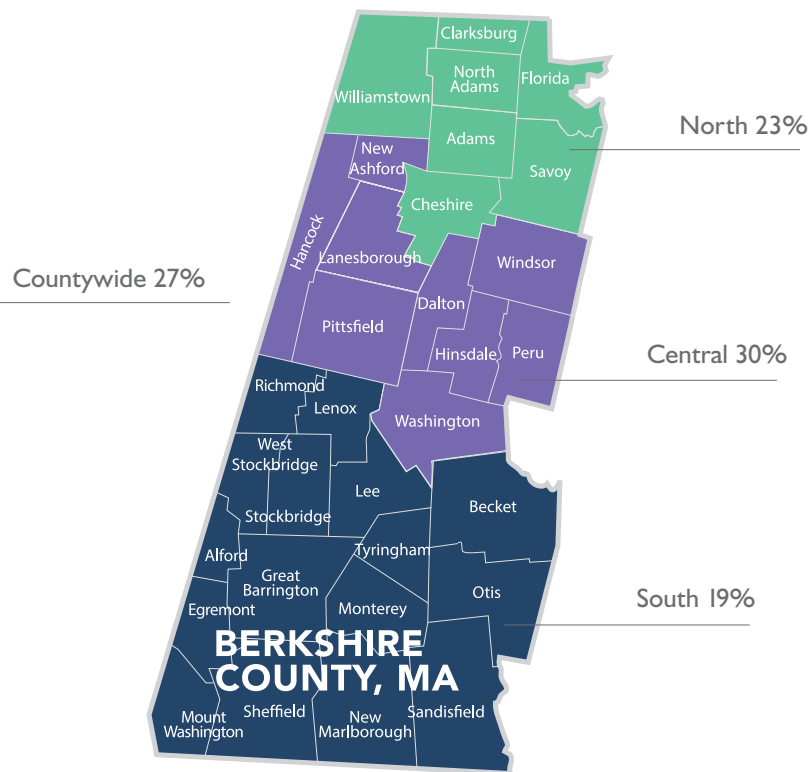 Clarksburg
North
Adams
Florida
Williamstown
North 23%
Adams
New
Ashford
Savoy
Cheshire
Hancock
Lanesborough
Windsor
Countywide 27%
Dalton
Pittsfield
Hinsdale
Peru
Central 30%
Richmond
Lenox
Washington
West
Stockbridge
Lee
Becket
Stockbridge
Alford
Tyringham
Great
Barrington
Otis
South 19%
Egremont
Monterey
BERKSHIRE
COUNTY, MA
Mount
Washington
Sheffield
New
Marlborough
Sandisfield